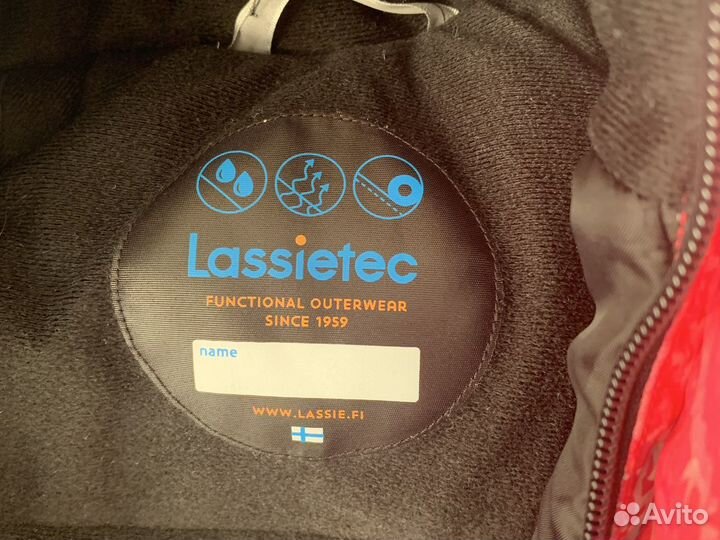 Lassietec
FUNCTIONAL OUTERWEAR
SINCE 1959
name
WWW.LASSIE.FI
Avito